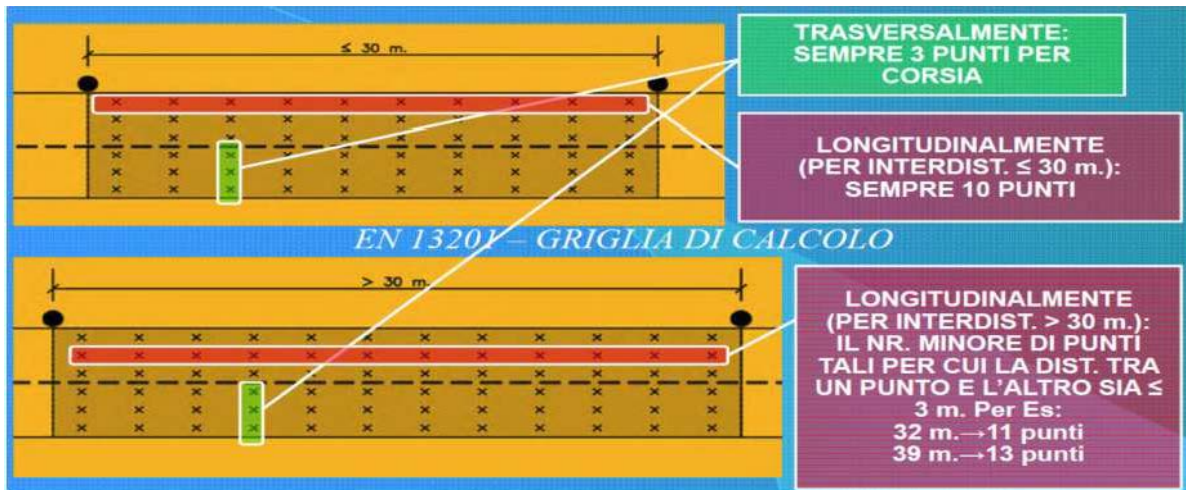 ≤ 30 m.
TRASVERSALMENTE:
SEMPRE 3 PUNTI PER
CORSIA
LONGITUDINALMENTE
(PER INTERDIST. ≤ 30 m.):
SEMPRE 10 PUNTI
EN 13201 – GRIGLIA DI CALCOLO
> 30 m.
LONGITUDINALMENTE
(PER INTERDIST. > 30 m.):
IL NR. MINORE DI PUNTI
TALI PER CUI LA DIST. TRA
UN PUNTO E L'ALTRO SIA ≤
3 m. Per Es:
32 m.→11 punti
39 m.→13 punti